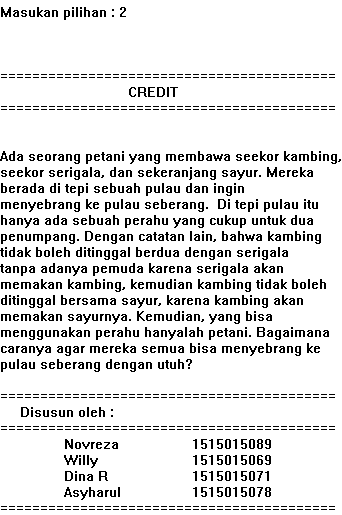 Masukan pilihan : 2
==========================================
CREDIT
==========================================
Ada seorang petani yang membawa seekor kambing,
seekor serigala, dan sekeranjang sayur. Mereka
berada di tepi sebuah pulau dan ingin
menyebrang ke pulau seberang.  Di tepi pulau itu
hanya ada sebuah perahu yang cukup untuk dua
penumpang. Dengan catatan lain, bahwa kambing
tidak boleh ditinggal berdua dengan serigala
tanpa adanya pemuda karena serigala akan
memakan kambing, kemudian kambing tidak boleh
ditinggal bersama sayur, karena kambing akan
memakan sayurnya. Kemudian, yang bisa
menggunakan perahu hanyalah petani. Bagaimana
caranya agar mereka semua bisa menyebrang ke
pulau seberang dengan utuh?
==========================================
Disusun oleh :
==========================================
Novreza 1515015089
Willy 1515015069
Dina R 1515015071
Asyharul 1515015078
==========================================